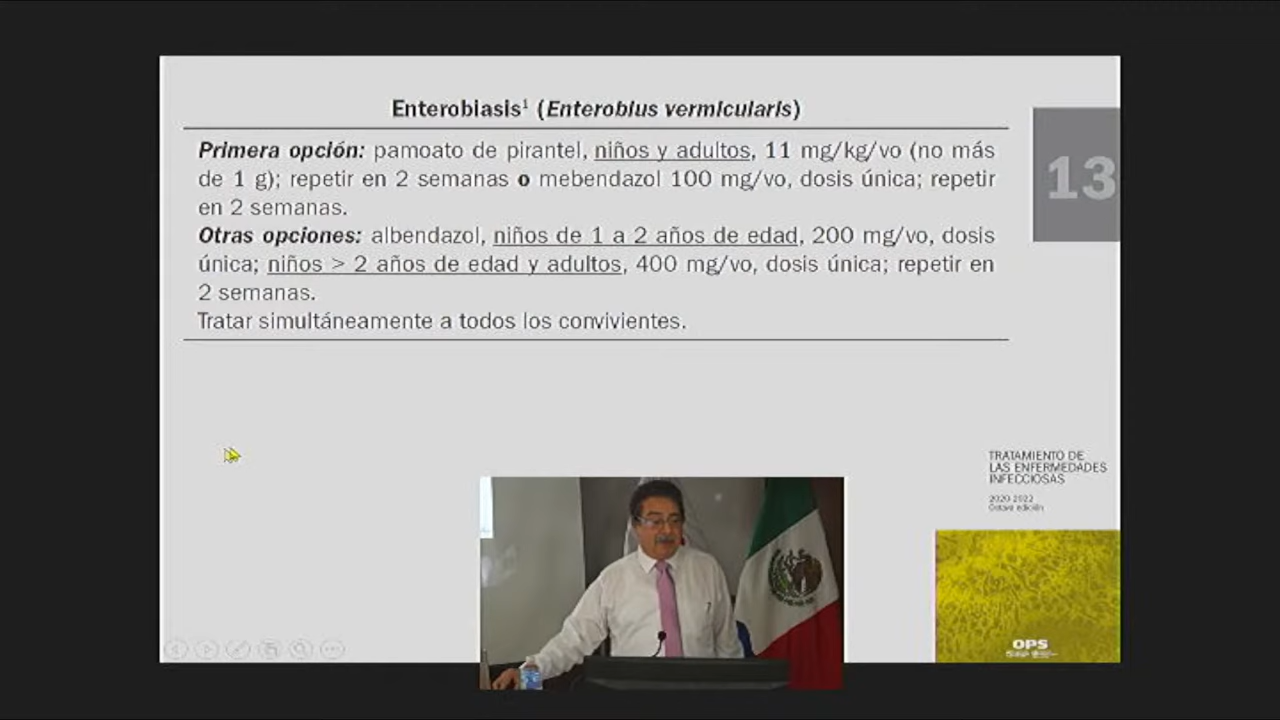 Enterobiasis¹ (Enterobius vermicularis)
Primera opción: pamoato de pirantel, niños y adultos, 11 mg/kg/vo (no más
de 1 g); repetir en 2 semanas o mebendazol 100 mg/vo, dosis única; repetir
en 2 semanas.
Otras opciones: albendazol, niños de 1 a 2 años de edad, 200 mg/vo, dosis
única; niños > 2 años de edad y adultos, 400 mg/vo, dosis única; repetir en
2 semanas.
Tratar simultáneamente a todos los convivientes.
13
TRATAMIENTO DE
LAS ENFERMEDADES
INFECCIOSAS
2020-2022
Octava edición
OPS